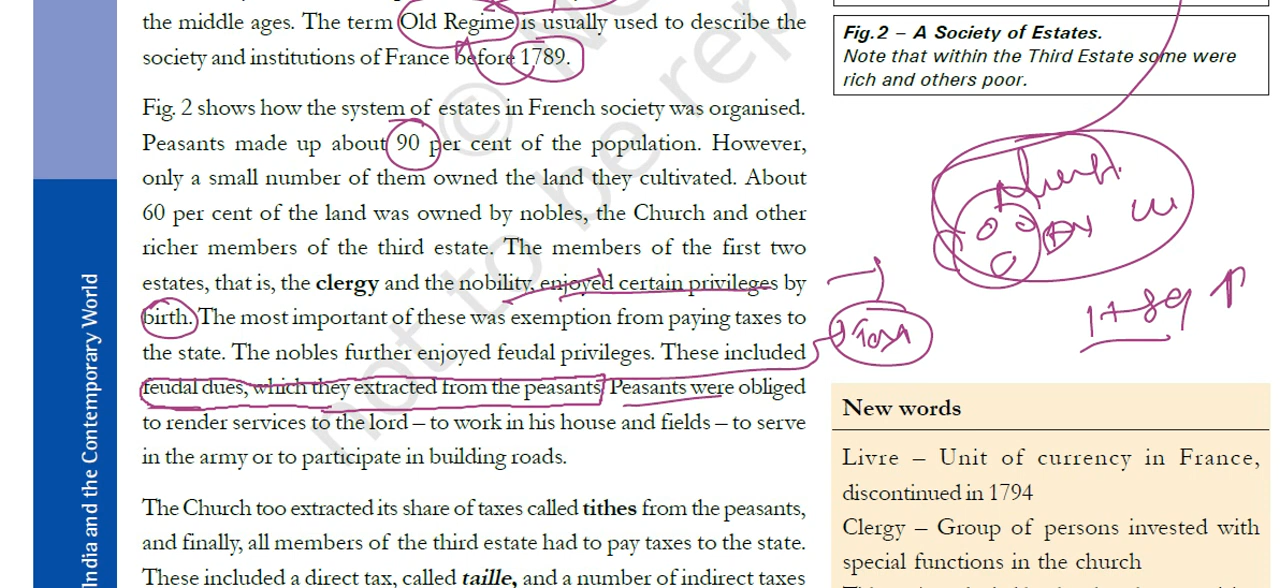 the middle ages. The term Old Regime is usually used to describe the
society and institutions of France before 1789.
Fig. 2 shows how the system of estates in French society was organised.
Peasants made up about 90 per cent of the population. However,
only a small number of them owned the land they cultivated. About
60 per cent of the land was owned by nobles, the Church and other
richer members of the third estate. The members of the first two
estates, that is, the clergy and the nobility, enjoyed certain privileges by
birth. The most important of these was exemption from paying taxes to
the state. The nobles further enjoyed feudal privileges. These included
feudal dues, which they extracted from the peasants. Peasants were obliged
to render services to the lord – to work in his house and fields – to serve
in the army or to participate in building roads.
The Church too extracted its share of taxes called tithes from the peasants,
and finally, all members of the third estate had to pay taxes to the state.
These included a direct tax, called taille, and a number of indirect taxes
Fig.2 – A Society of Estates.
Note that within the Third Estate some were
rich and others poor.
Church
1789
New words
Livre – Unit of currency in France,
discontinued in 1794
Clergy – Group of persons invested with
special functions in the church
India and the Contemporary World
not to be rep